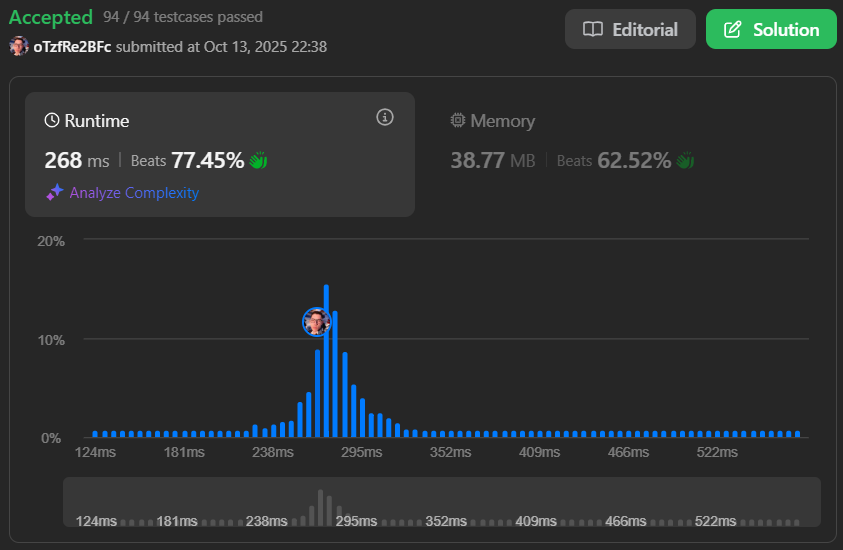 Accepted 94 / 94 testcases passed
Editorial
Solution
oTzfRe2BFc submitted at Oct 13, 2025 22:38
Runtime
Memory
268 ms | Beats 77.45%
38.77 MB | Beats 62.52%
Analyze Complexity
20%
10%
0%
124ms 181ms 238ms 295ms 352ms 409ms 466ms 522ms
124ms 181ms 238ms 295ms 352ms 409ms 466ms 522ms